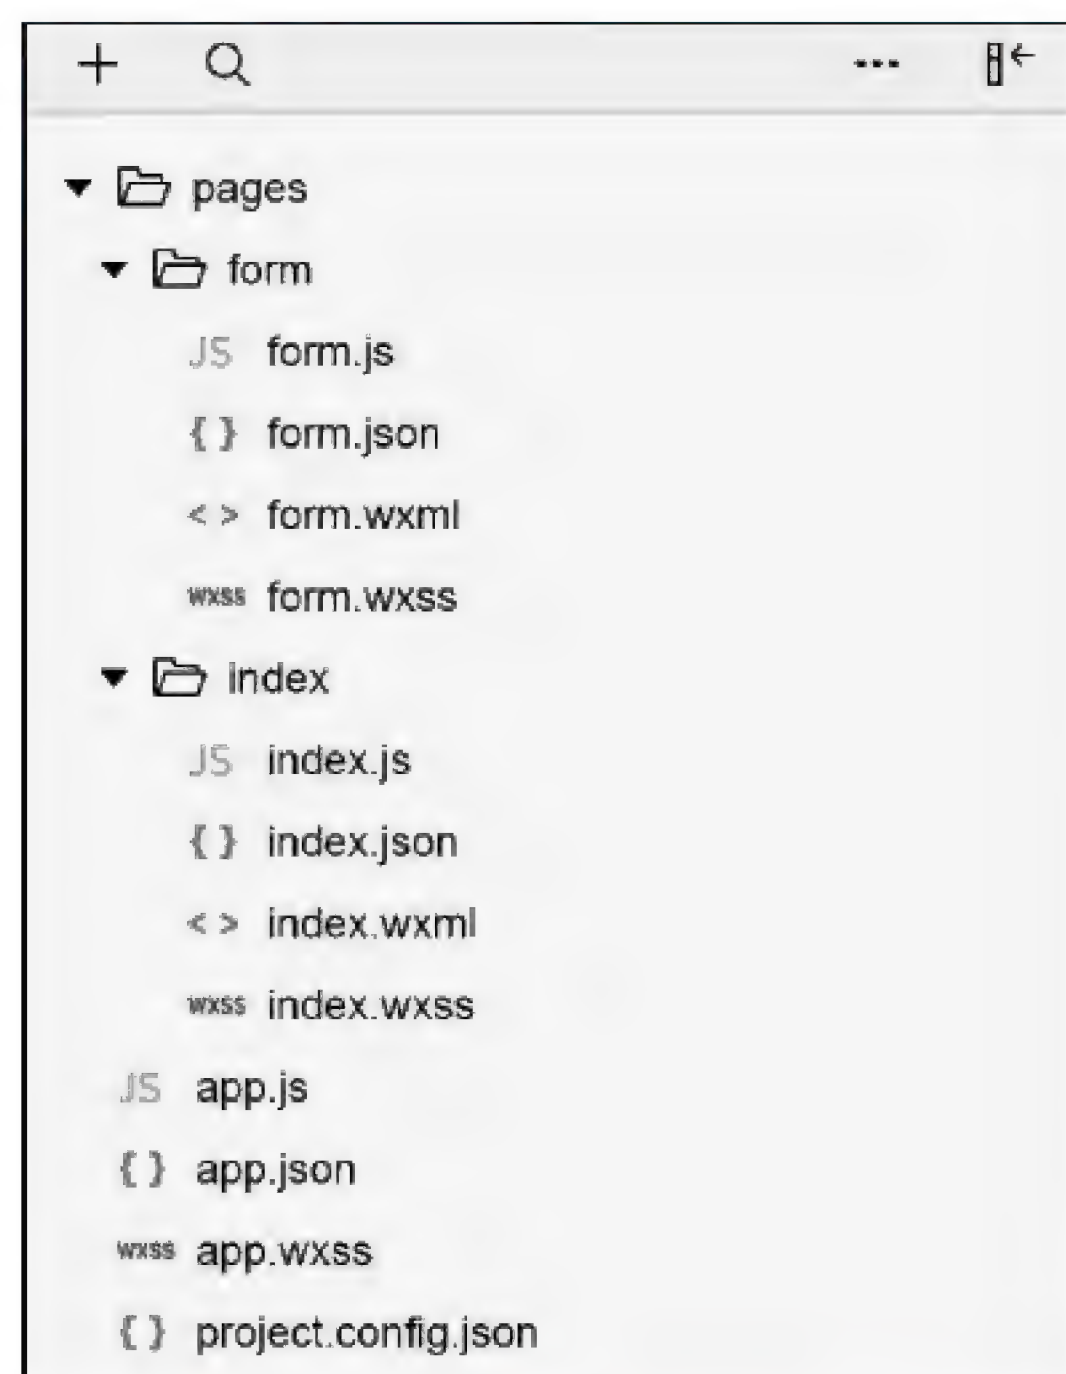 pages
form
JS form.js
{ } form.json
< > form.wxml
wxss form.wxss
index
JS index.js
{ } index.json
< > index.wxml
wxss index.wxss
JS app.js
{ } app.json
wxss app.wxss
{ } project.config.json